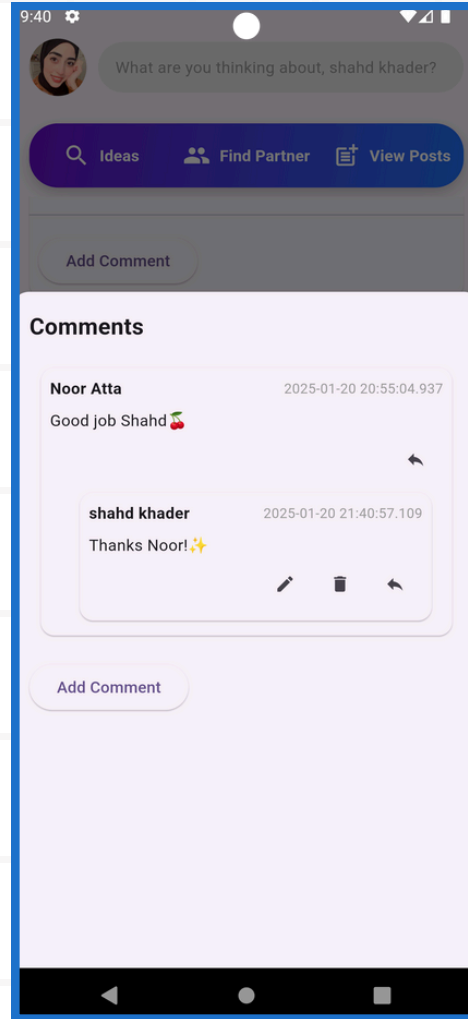 9:40
What are you thinking about, shahd khader?
Ideas Find Partner View Posts
Add Comment
Comments
Noor Atta 2025-01-20 20:55:04.937
Good job Shahd🍒
shahd khader 2025-01-20 21:40:57.109
Thanks Noor!✨
Add Comment